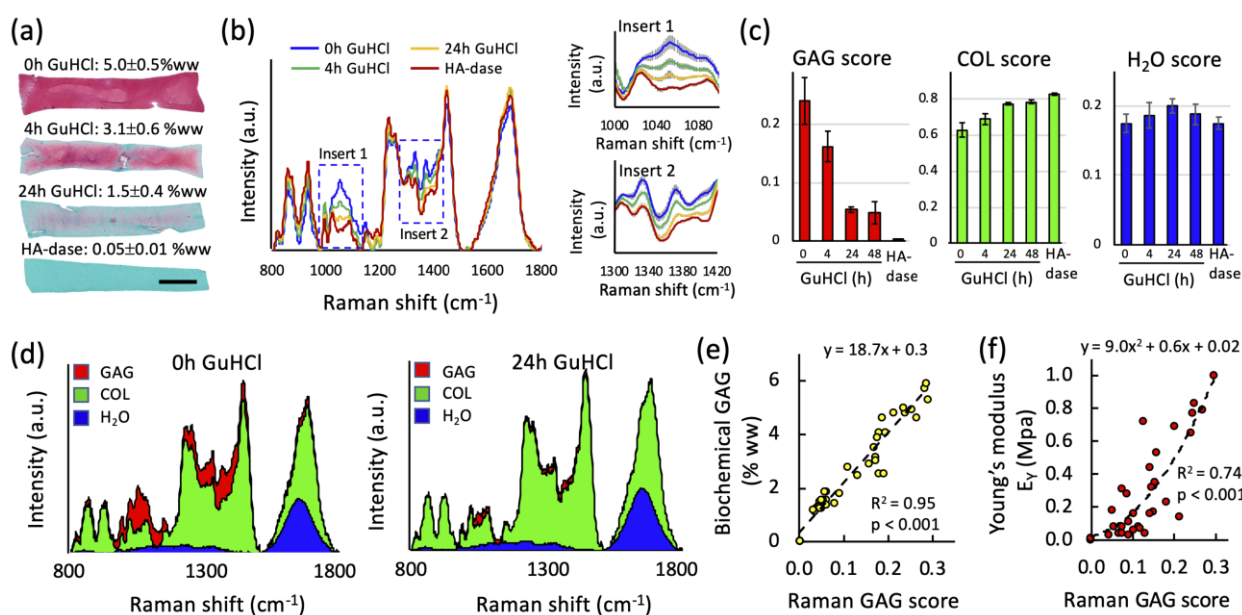 (a)
0h GuHCl: 5.0±0.5%ww
4h GuHCl: 3.1±0.6 %ww
24h GuHCl: 1.5±0.4 %ww
HA-dase: 0.05±0.01 %ww
(b)
0h GuHCl
24h GuHCl
4h GuHCl
HA-dase
Intensity (a.u.)
Insert 1
Insert 2
800 1000 1200 1400 1600 1800
Raman shift (cm⁻¹)
Insert 1
Intensity
(a.u.)
1000 1040 1080
Raman shift (cm⁻¹)
Insert 2
Intensity
(a.u.)
1300 1340 1380 1420
Raman shift (cm⁻¹)
(c)
GAG score
0.2
0.1
0
0 4 24 48 HA-dase
GuHCl (h)
COL score
0.8
0.6
0.4
0.2
0
0 4 24 48 HA-dase
GuHCl (h)
H₂O score
0.2
0.1
0
0 4 24 48 HA-dase
GuHCl (h)
(d)
0h GuHCl
GAG
COL
H₂O
Intensity (a.u.)
800 1300 1800
Raman shift (cm⁻¹)
24h GuHCl
GAG
COL
H₂O
Intensity (a.u.)
800 1300 1800
Raman shift (cm⁻¹)
(e)
y = 18.7x + 0.3
Biochemical GAG
(% ww)
6
4
2
0
R² = 0.95
p < 0.001
0.0 0.1 0.2 0.3
Raman GAG score
(f)
y = 9.0x² + 0.6x + 0.02
Young's modulus
E_Y (Mpa)
1.0
0.8
0.6
0.4
0.2
0.0
R² = 0.74
p < 0.001
0.0 0.1 0.2 0.3
Raman GAG score